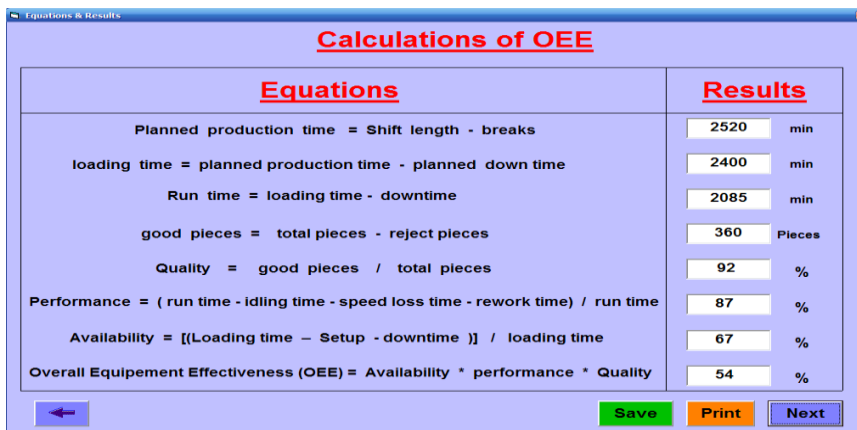 Equations & Results
Calculations of OEE
Equations Results
Planned production time = Shift length - breaks 2520 min
loading time = planned production time - planned down time 2400 min
Run time = loading time - downtime 2085 min
good pieces = total pieces - reject pieces 360 Pieces
Quality = good pieces / total pieces 92 %
Performance = ( run time - idling time - speed loss time - rework time) / run time 87 %
Availability = [(Loading time – Setup - downtime )] / loading time 67 %
Overall Equipement Effectiveness (OEE) = Availability * performance * Quality 54 %
Save Print Next